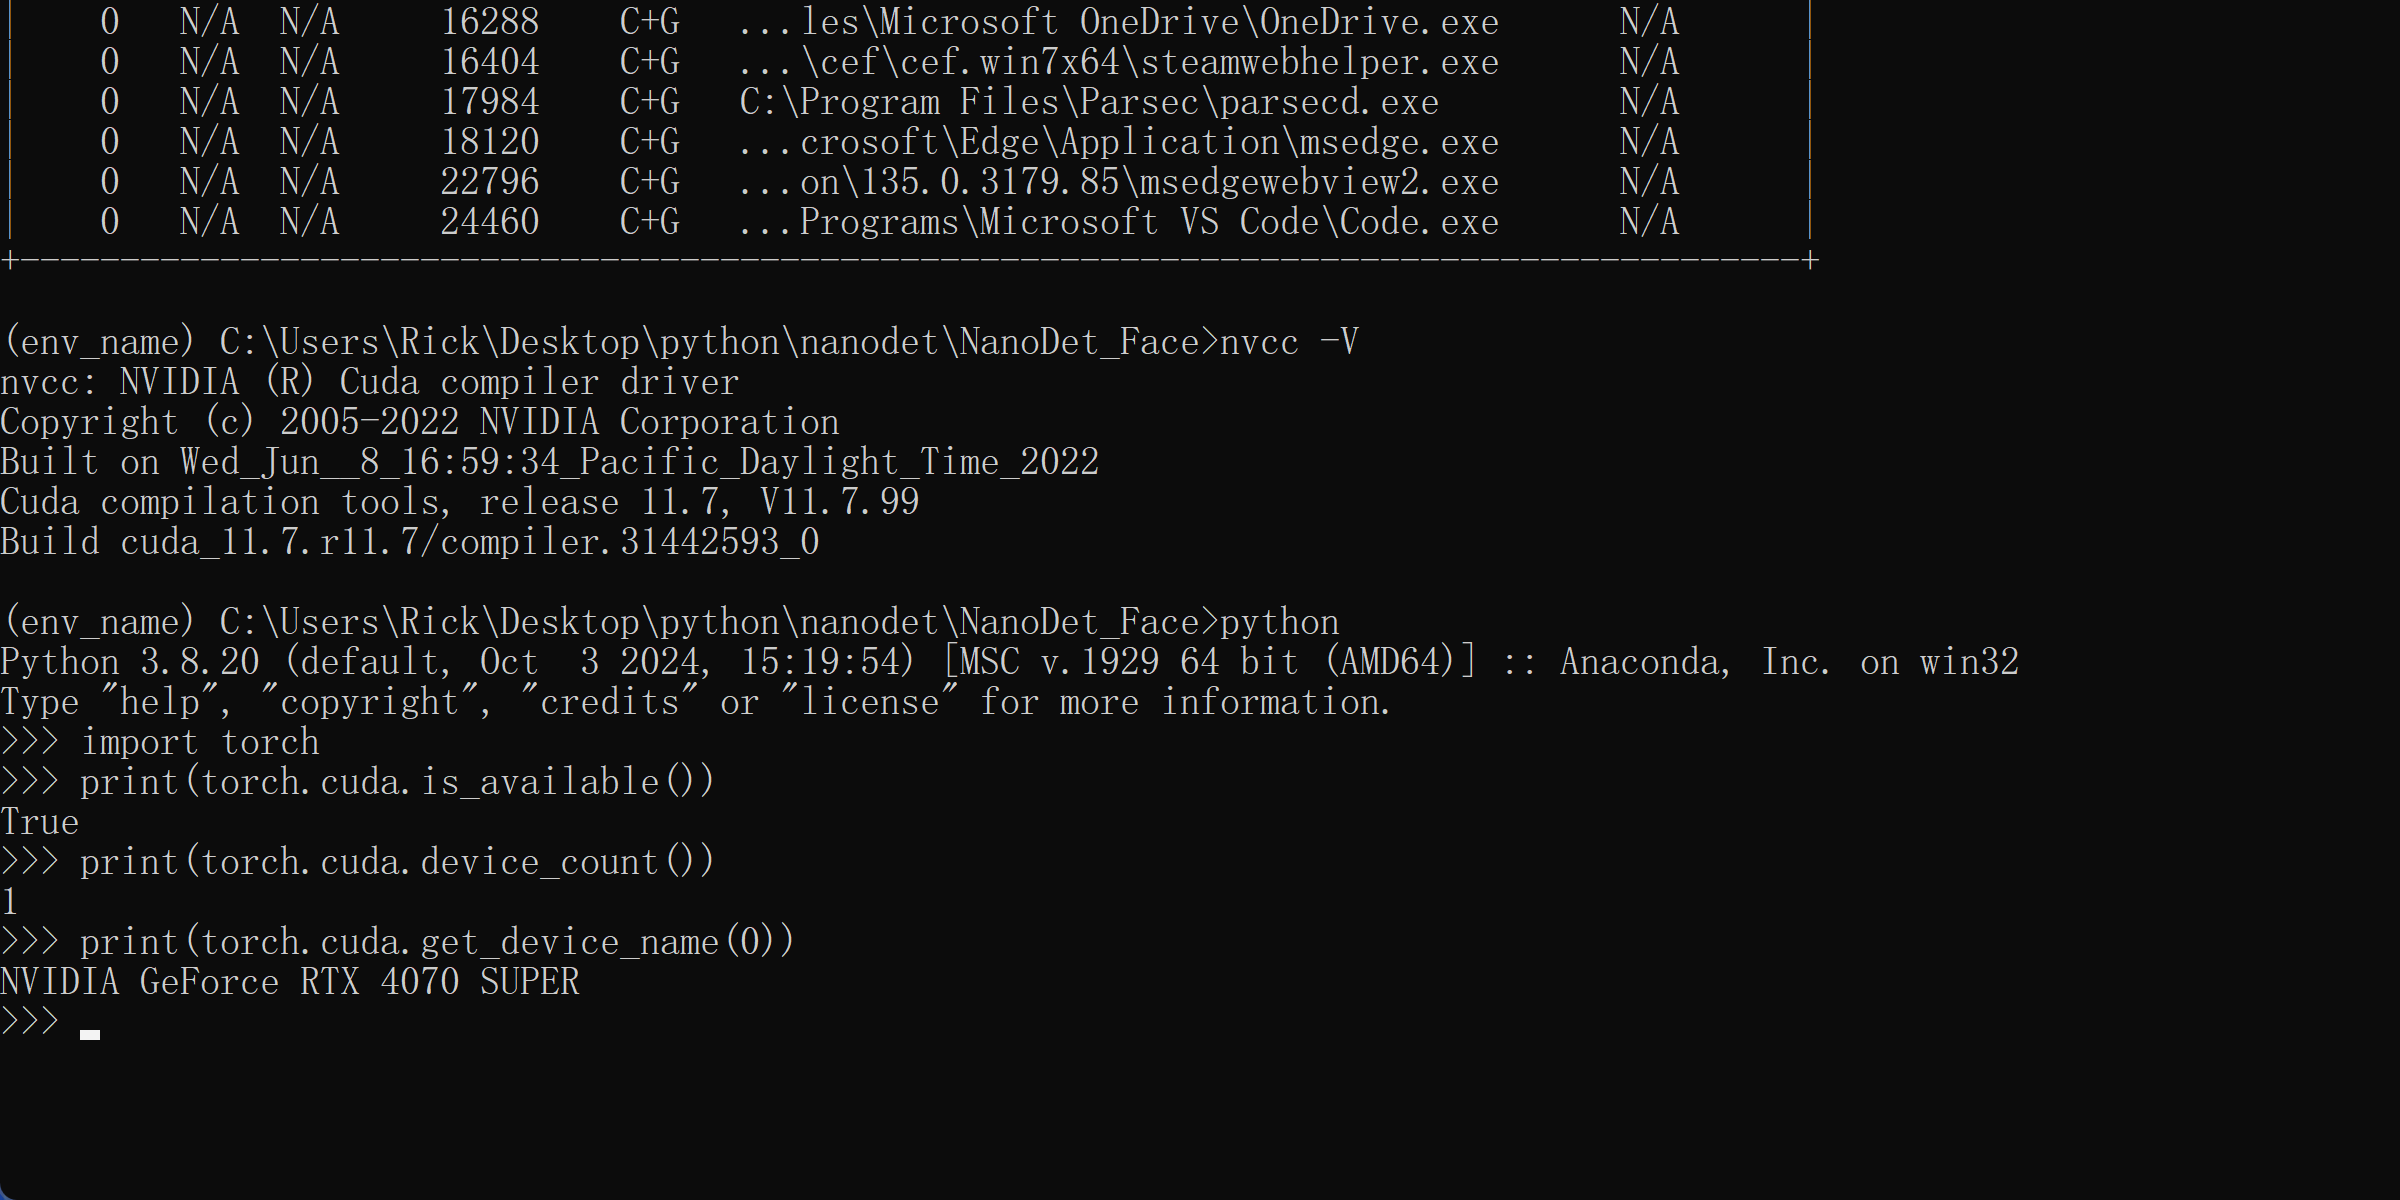 |    0   N/A  N/A     16288    C+G   ...les\Microsoft OneDrive\OneDrive.exe      N/A      |
|    0   N/A  N/A     16404    C+G   ...\cef\cef.win7x64\steamwebhelper.exe      N/A      |
|    0   N/A  N/A     17984    C+G   C:\Program Files\Parsec\parsecd.exe         N/A      |
|    0   N/A  N/A     18120    C+G   ...crosoft\Edge\Application\msedge.exe      N/A      |
|    0   N/A  N/A     22796    C+G   ...on\135.0.3179.85\msedgewebview2.exe      N/A      |
|    0   N/A  N/A     24460    C+G   ...Programs\Microsoft VS Code\Code.exe      N/A      |
+-----------------------------------------------------------------------------------------+
(env_name) C:\Users\Rick\Desktop\python\nanodet\NanoDet_Face>nvcc -V
nvcc: NVIDIA (R) Cuda compiler driver
Copyright (c) 2005-2022 NVIDIA Corporation
Built on Wed_Jun__8_16:59:34_Pacific_Daylight_Time_2022
Cuda compilation tools, release 11.7, V11.7.99
Build cuda_11.7.r11.7/compiler.31442593_0
(env_name) C:\Users\Rick\Desktop\python\nanodet\NanoDet_Face>python
Python 3.8.20 (default, Oct  3 2024, 15:19:54) [MSC v.1929 64 bit (AMD64)] :: Anaconda, Inc. on win32
Type "help", "copyright", "credits" or "license" for more information.
>>> import torch
>>> print(torch.cuda.is_available())
True
>>> print(torch.cuda.device_count())
1
>>> print(torch.cuda.get_device_name(0))
NVIDIA GeForce RTX 4070 SUPER
>>>